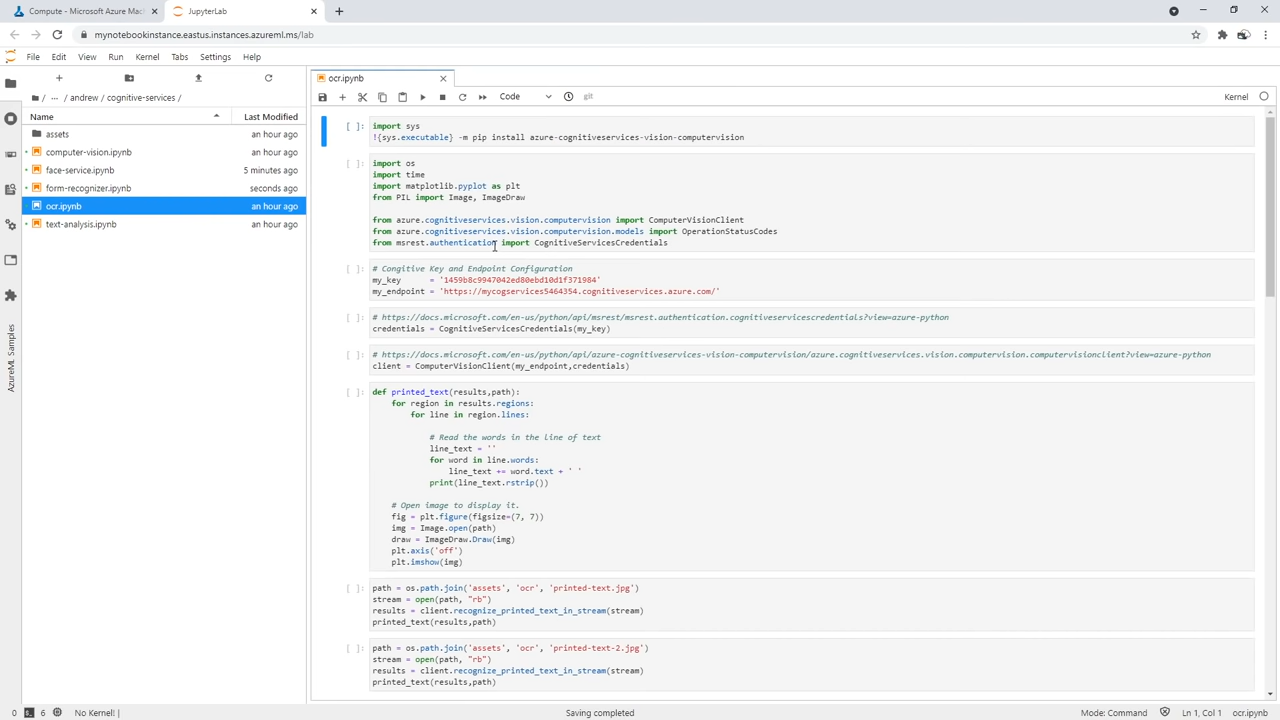 Compute - Microsoft Azure Mac
JupyterLab
mynotebookinstance.eastus.instances.azureml.ms/lab
File Edit View Run Kernel Tabs Settings Help
/ ... / andrew / cognitive-services /
Name Last Modified
assets an hour ago
computer-vision.ipynb an hour ago
face-service.ipynb 5 minutes ago
form-recognizer.ipynb seconds ago
ocr.ipynb an hour ago
text-analysis.ipynb an hour ago
AzureML Samples
ocr.ipynb
Code git Kernel
[ ]: import sys
!{sys.executable} -m pip install azure-cognitiveservices-vision-computervision
[ ]: import os
import time
import matplotlib.pyplot as plt
from PIL import Image, ImageDraw
from azure.cognitiveservices.vision.computervision import ComputerVisionClient
from azure.cognitiveservices.vision.computervision.models import OperationStatusCodes
from msrest.authentication import CognitiveServicesCredentials
[ ]: # Congitive Key and Endpoint Configuration
my_key = '1459b8c9947042ed80ebd10d1f371984'
my_endpoint = 'https://mycogservices5464354.cognitiveservices.azure.com/'
[ ]: # https://docs.microsoft.com/en-us/python/api/msrest/msrest.authentication.cognitiveservicescredentials?view=azure-python
credentials = CognitiveServicesCredentials(my_key)
[ ]: # https://docs.microsoft.com/en-us/python/api/azure-cognitiveservices-vision-computervision/azure.cognitiveservices.vision.computervision.computervisionclient?view=azure-python
client = ComputerVisionClient(my_endpoint,credentials)
[ ]: def printed_text(results,path):
for region in results.regions:
for line in region.lines:
# Read the words in the line of text
line_text = ''
for word in line.words:
line_text += word.text + ' '
print(line_text.rstrip())
# Open image to display it.
fig = plt.figure(figsize=(7, 7))
img = Image.open(path)
draw = ImageDraw.Draw(img)
plt.axis('off')
plt.imshow(img)
[ ]: path = os.path.join('assets', 'ocr', 'printed-text.jpg')
stream = open(path, "rb")
results = client.recognize_printed_text_in_stream(stream)
printed_text(results,path)
[ ]: path = os.path.join('assets', 'ocr', 'printed-text-2.jpg')
stream = open(path, "rb")
results = client.recognize_printed_text_in_stream(stream)
printed_text(results,path)
0 6 No Kernel! | Saving completed Mode: Command Ln 1, Col 1 ocr.ipynb